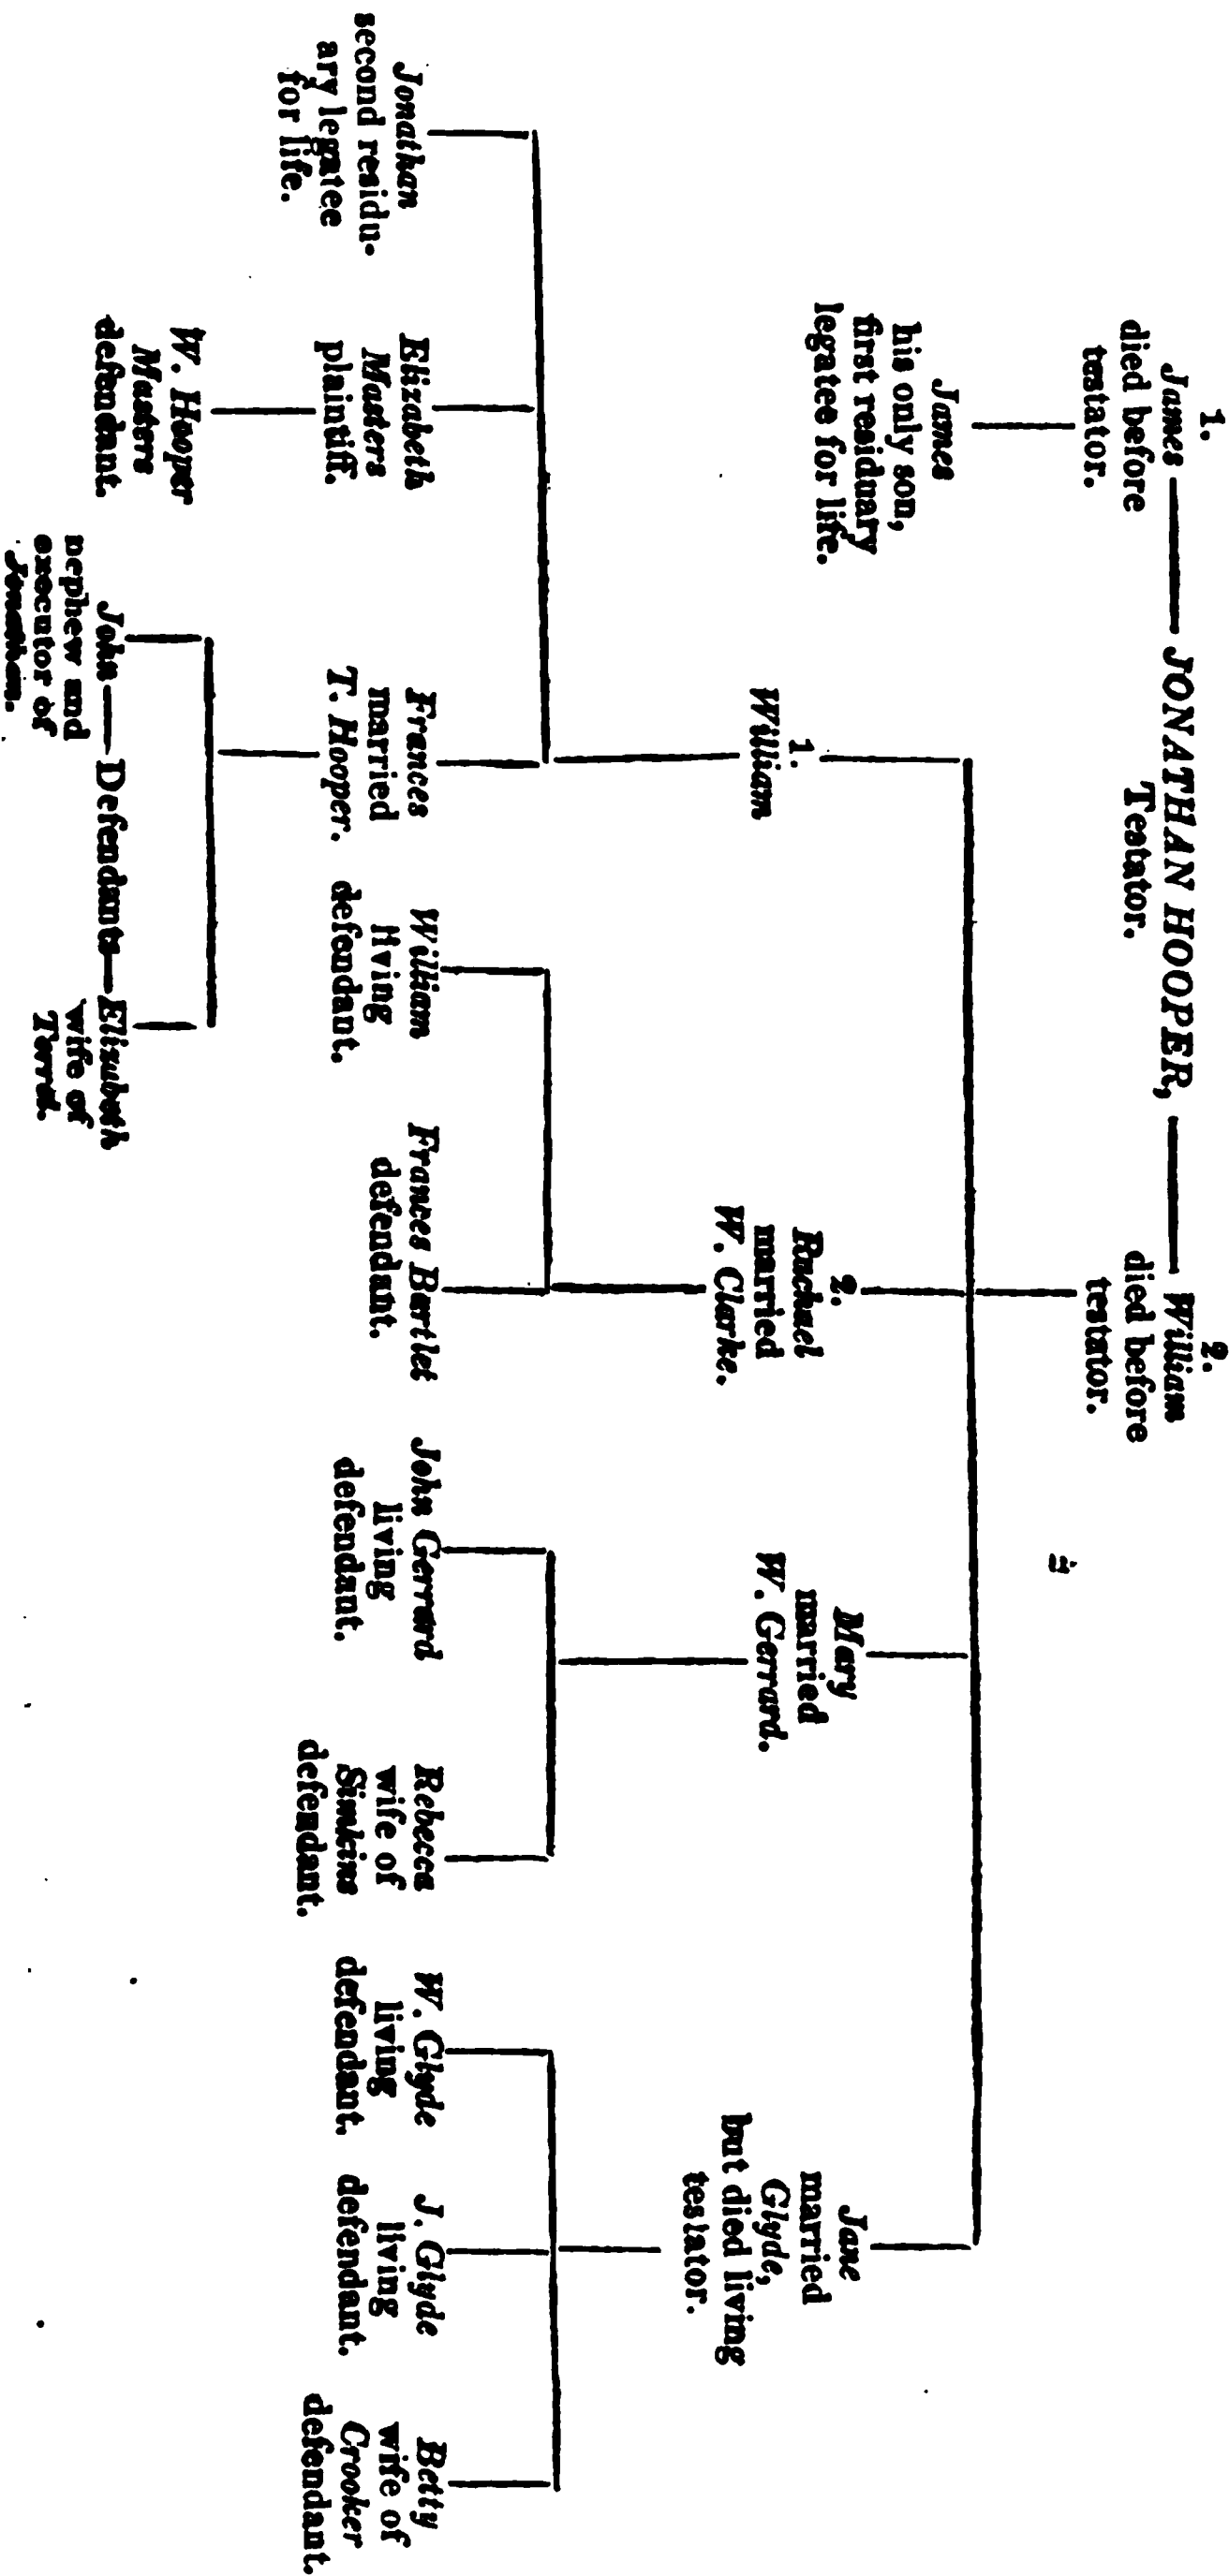 1.
James — JONATHAN HOOPER, — William
2.
died before
testator.
Testator.
died before
testator.
James
his only son,
first residuary
legatee for life.
1.
William
2.
Rachael
married
W. Clarke.
Mary
married
W. Gerrard.
Jane
married
Glyde,
but died living
testator.
Jonathan
second residu-
ary legatee
for life.
Elizabeth
Masters
plaintiff.
Frances
married
T. Hooper.
William
living
defendant.
Frances Bartlet
defendant.
John Gerrard
living
defendant.
Rebecca
wife of
Simkins
defendant.
W. Glyde
living
defendant.
J. Glyde
living
defendant.
Betty
wife of
Crooker
defendant.
W. Hooper
Masters
defendant.
John — Defendants — Elizabeth
nephew and
executor of
Jonathan.
wife of